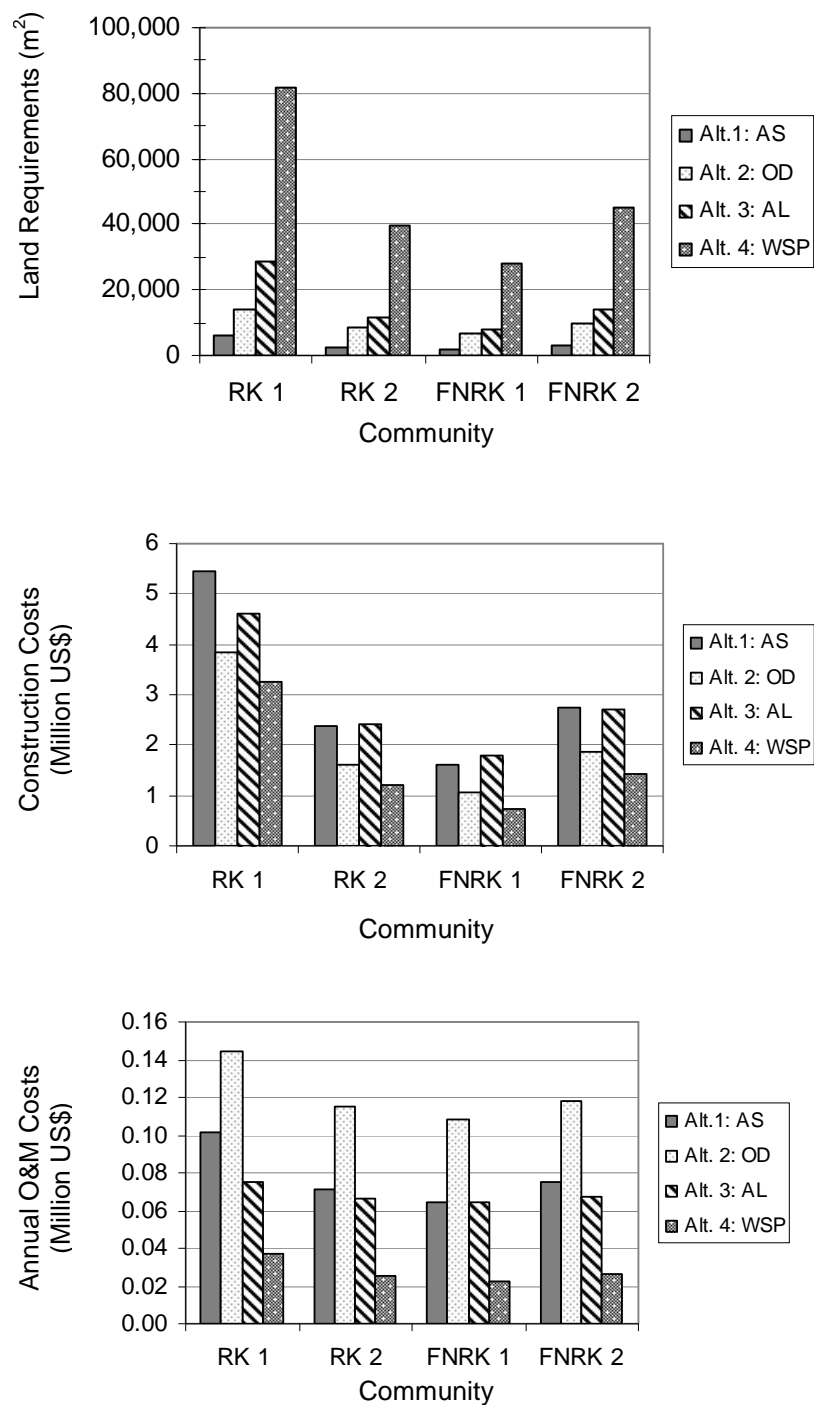 Land Requirements (m²)
100,000
80,000
60,000
40,000
20,000
0
RK 1 RK 2 FNRK 1 FNRK 2
Community
Alt.1: AS
Alt. 2: OD
Alt. 3: AL
Alt. 4: WSP
Construction Costs
(Million US$)
6
5
4
3
2
1
0
RK 1 RK 2 FNRK 1 FNRK 2
Community
Alt.1: AS
Alt. 2: OD
Alt. 3: AL
Alt. 4: WSP
Annual O&M Costs
(Million US$)
0.16
0.14
0.12
0.10
0.08
0.06
0.04
0.02
0.00
RK 1 RK 2 FNRK 1 FNRK 2
Community
Alt.1: AS
Alt. 2: OD
Alt. 3: AL
Alt. 4: WSP